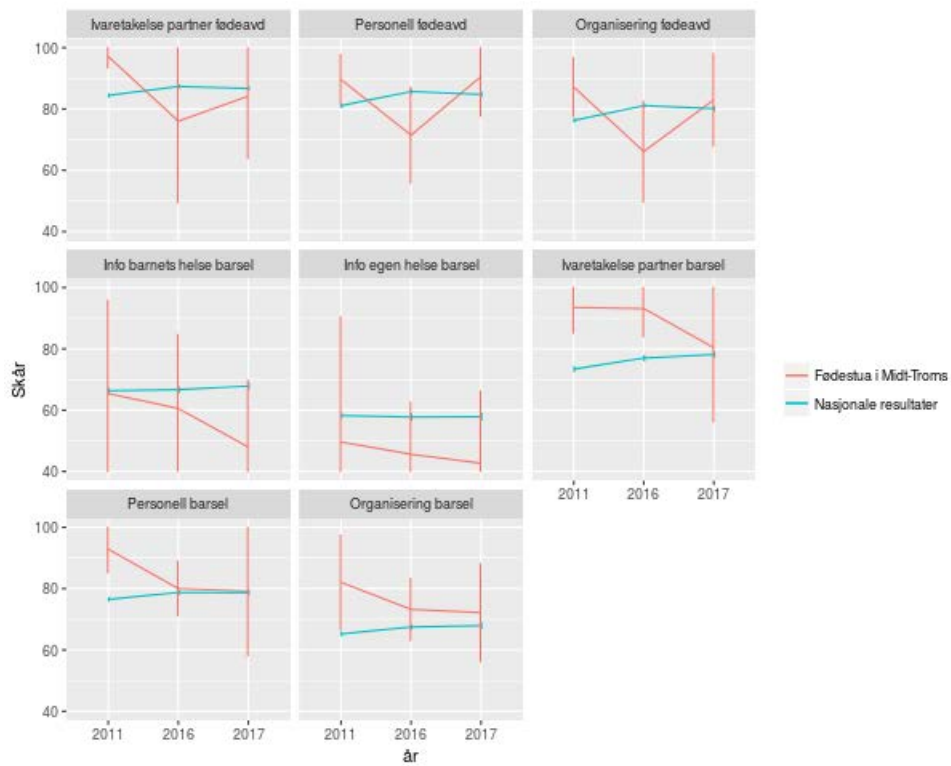 Ivaretakelse partner fødeavd
Personell fødeavd
Organisering fødeavd
100
80
60
40
Info barnets helse barsel
Info egen helse barsel
Ivaretakelse partner barsel
100
80
60
40
2011
2016
2017
Personell barsel
Organisering barsel
100
80
60
40
2011
2016
2017
2011
2016
2017
Skår
år
Fødestua i Midt-Troms
Nasjonale resultater